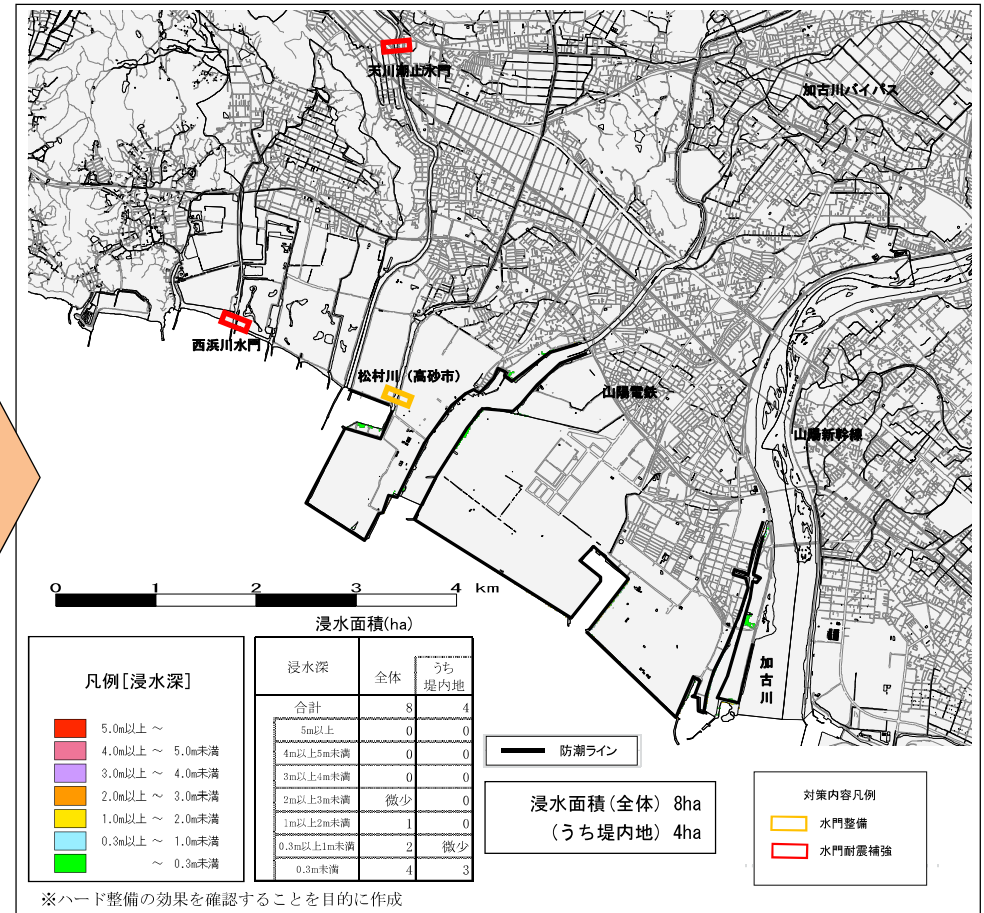 天川潮止水門
加古川バイパス
西浜川水門
松村川（高砂市）
山陽電鉄
山陽新幹線
加古川
0 1 2 3 4 km
浸水面積(ha)
浸水深 全体 うち堤内地
合計 8 4
5m以上 0 0
4m以上5m未満 0 0
3m以上4m未満 0 0
2m以上3m未満 微少 0
1m以上2m未満 1 0
0.3m以上1m未満 2 微少
0.3m未満 4 3
凡例[浸水深]
5.0m以上 ～
4.0m以上 ～ 5.0m未満
3.0m以上 ～ 4.0m未満
2.0m以上 ～ 3.0m未満
1.0m以上 ～ 2.0m未満
0.3m以上 ～ 1.0m未満
～ 0.3m未満
防潮ライン
浸水面積(全体) 8ha
(うち堤内地) 4ha
対策内容凡例
水門整備
水門耐震補強
※ハード整備の効果を確認することを目的に作成